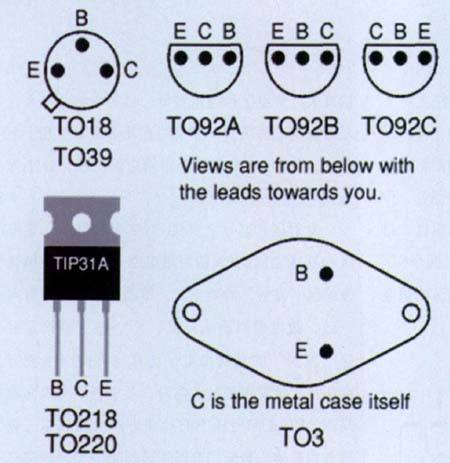 B
E C
TO18
TO39
E C B
TO92A
E B C
TO92B
C B E
TO92C
Views are from below with
the leads towards you.
TIP31A
B C E
TO218
TO220
B
E
C is the metal case itself
TO3